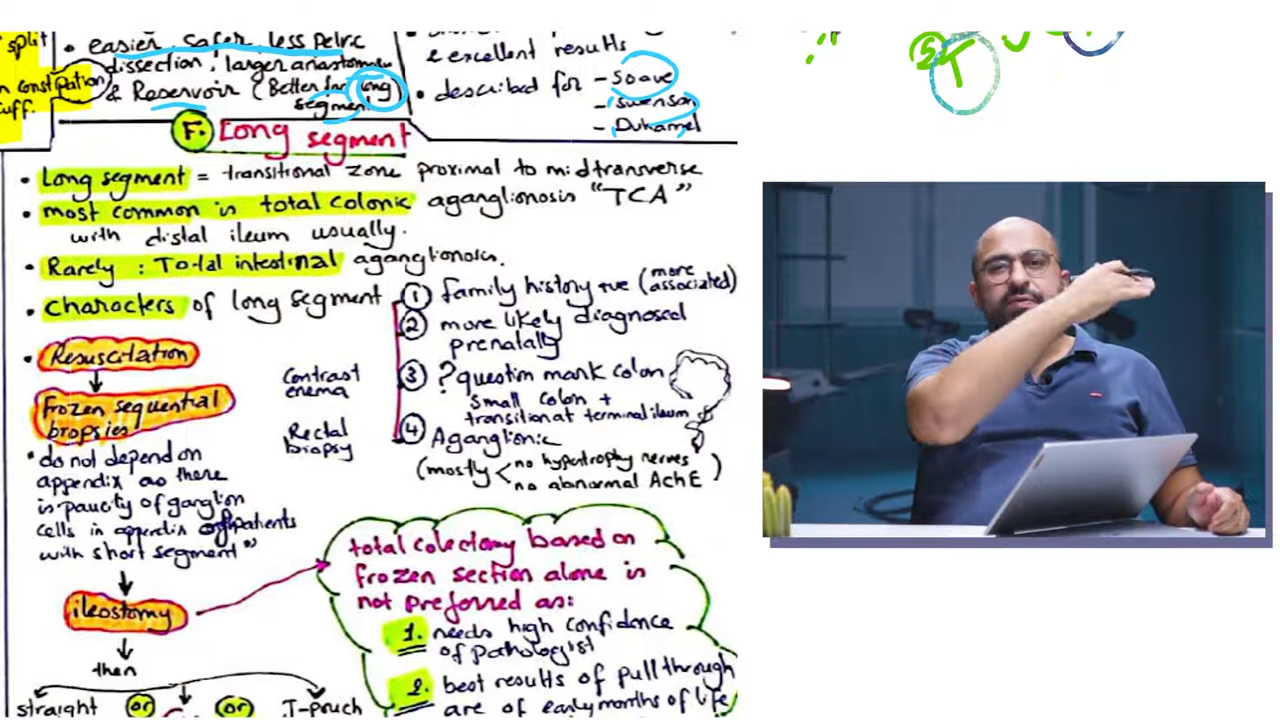 split
n constipation
cuff.
• easier, safer, less pelvic
dissection, larger anastomosis
& Reservoir (Better for long
segment
& excellent results
• described for – Soave
– Swenson
– Duhamel
② T
F. Long segment
• Long segment = transitional zone proximal to midtransverse
• most common is total colonic aganglionosis "TCA"
with distal ileum usually.
• Rarely : Total intestinal aganglionosis.
• characters of long segment
① family history +ve (more associated)
② more likely diagnosed
prenatally
Contrast
enema
③ ? question mark colon
small colon +
transition at terminal ileum
Rectal
biopsy
④ Aganglionic
(mostly < no hypertrophy nerves
no abnormal AchE )
• Resuscitation
Frozen sequential
biopsies
• do not depend on
appendix as there
is paucity of ganglion
cells in appendix of patients
with short segment"
ileostomy
then
straight or or J-pouch
total colectomy based on
frozen section alone is
not preferred as:
1. needs high confidence
of pathologist
2. best results of pull through
are of early months of life